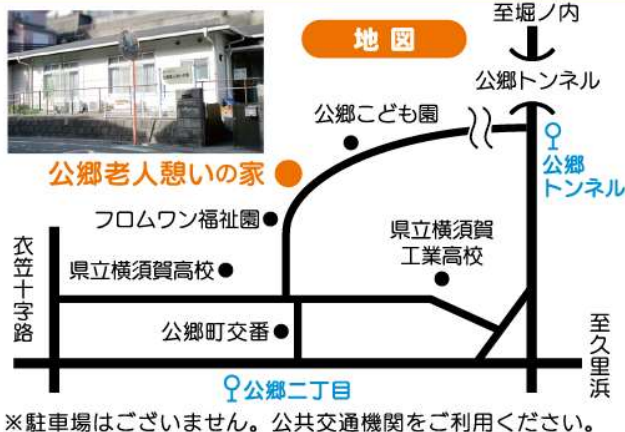 地図
至堀ノ内
公郷トンネル
公郷こども園
公郷
トンネル
公郷老人憩いの家
フロムワン福祉園
県立横須賀
工業高校
衣笠十字路
県立横須賀高校
公郷町交番
至久里浜
公郷二丁目
※駐車場はございません。公共交通機関をご利用ください。